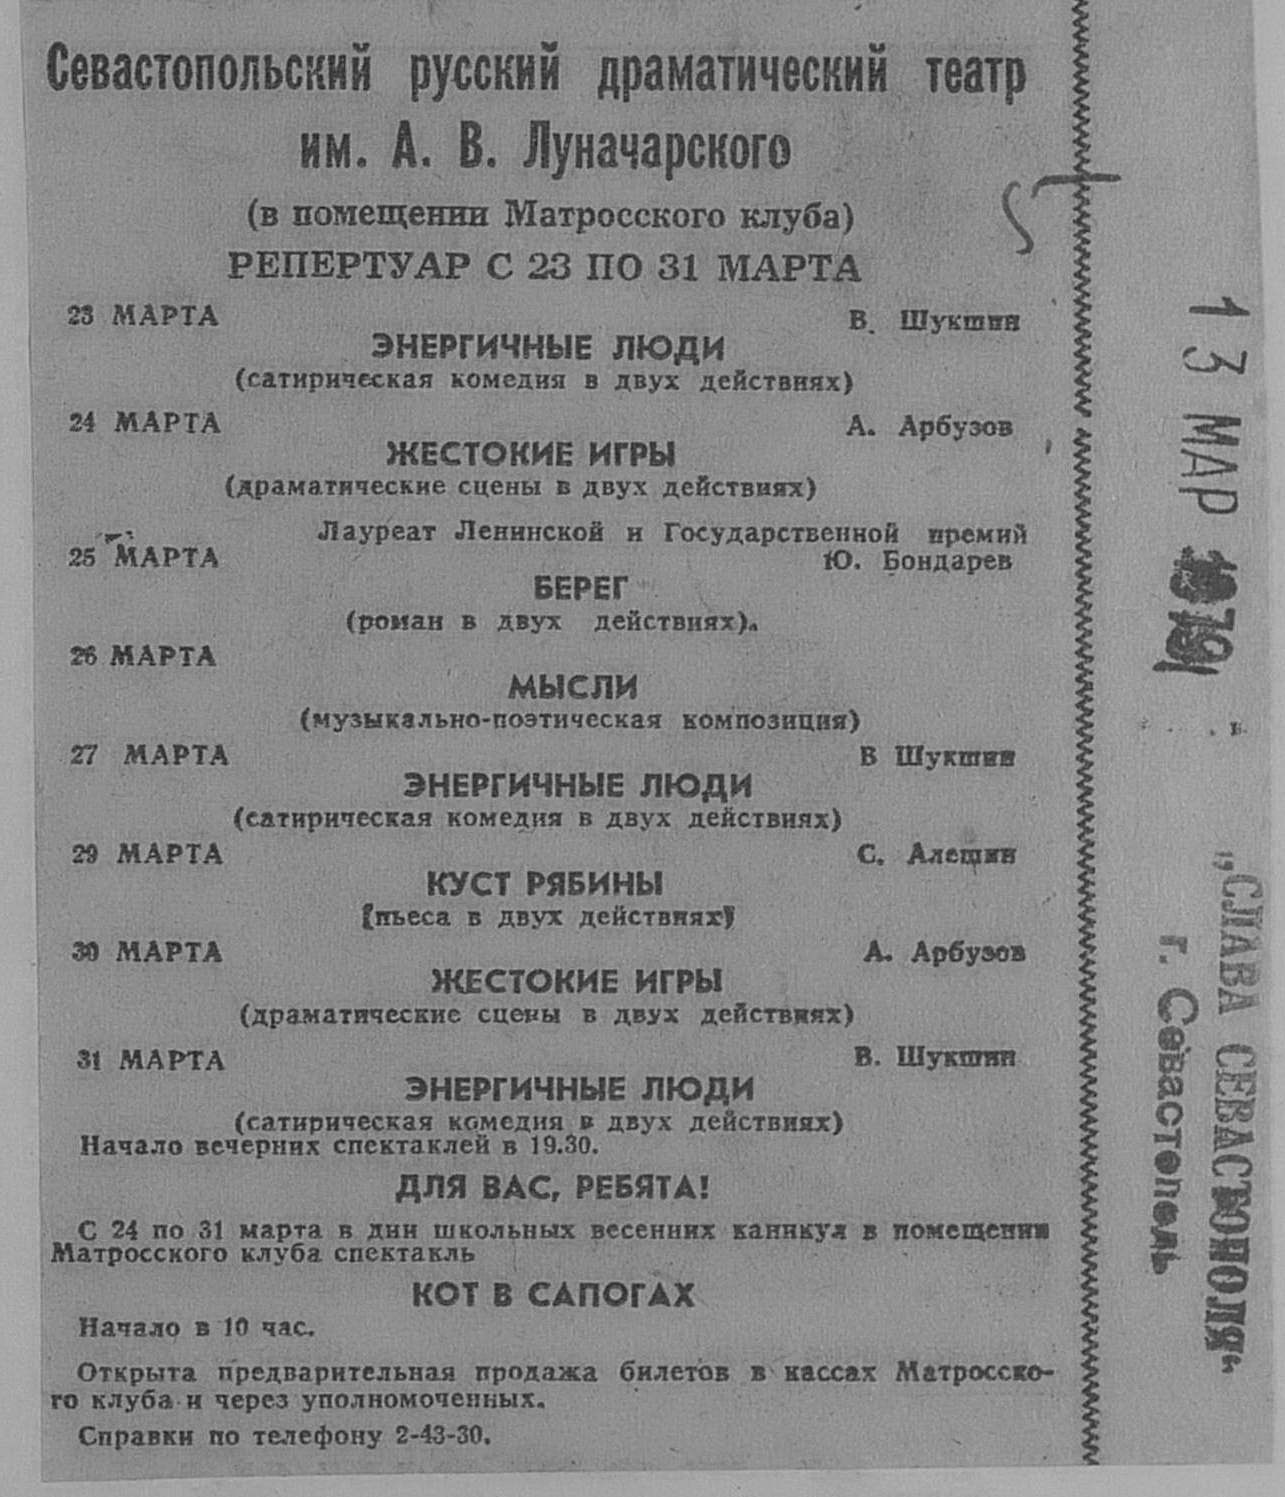 Севастопольский русский драматический театр
им. А. В. Луначарского
(в помещении Матросского клуба)
РЕПЕРТУАР С 23 ПО 31 МАРТА
23 МАРТА В. Шукшин
ЭНЕРГИЧНЫЕ ЛЮДИ
(сатирическая комедия в двух действиях)
24 МАРТА А. Арбузов
ЖЕСТОКИЕ ИГРЫ
(драматические сцены в двух действиях)
Лауреат Ленинской и Государственной премий
25 МАРТА Ю. Бондарев
БЕРЕГ
(роман в двух действиях).
26 МАРТА
МЫСЛИ
(музыкально-поэтическая композиция)
27 МАРТА В Шукшин
ЭНЕРГИЧНЫЕ ЛЮДИ
(сатирическая комедия в двух действиях)
29 МАРТА С. Алешин
КУСТ РЯБИНЫ
(пьеса в двух действиях)
30 МАРТА А. Арбузов
ЖЕСТОКИЕ ИГРЫ
(драматические сцены в двух действиях)
31 МАРТА В. Шукшин
ЭНЕРГИЧНЫЕ ЛЮДИ
(сатирическая комедия в двух действиях)
Начало вечерних спектаклей в 19.30.
ДЛЯ ВАС, РЕБЯТА!
С 24 по 31 марта в дни школьных весенних каникул в помещении
Матросского клуба спектакль
КОТ В САПОГАХ
Начало в 10 час.
Открыта предварительная продажа билетов в кассах Матросско-
го клуба и через уполномоченных.
Справки по телефону 2-43-30.
13 МАР
„СЛАВА СЕВАСТОПОЛЯ“
г. Севастополь